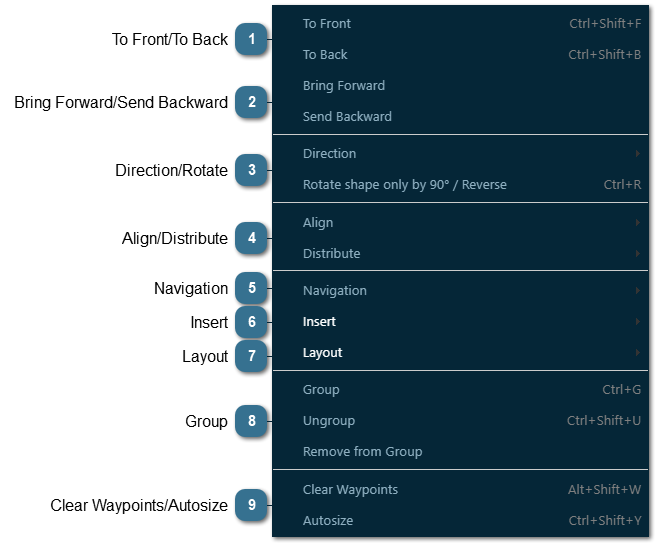 To Front/To Back 1
Bring Forward/Send Backward 2
Direction/Rotate 3
Align/Distribute 4
Navigation 5
Insert 6
Layout 7
Group 8
Clear Waypoints/Autosize 9
To Front Ctrl+Shift+F
To Back Ctrl+Shift+B
Bring Forward
Send Backward
Direction
Rotate shape only by 90° / Reverse Ctrl+R
Align
Distribute
Navigation
Insert
Layout
Group Ctrl+G
Ungroup Ctrl+Shift+U
Remove from Group
Clear Waypoints Alt+Shift+W
Autosize Ctrl+Shift+Y